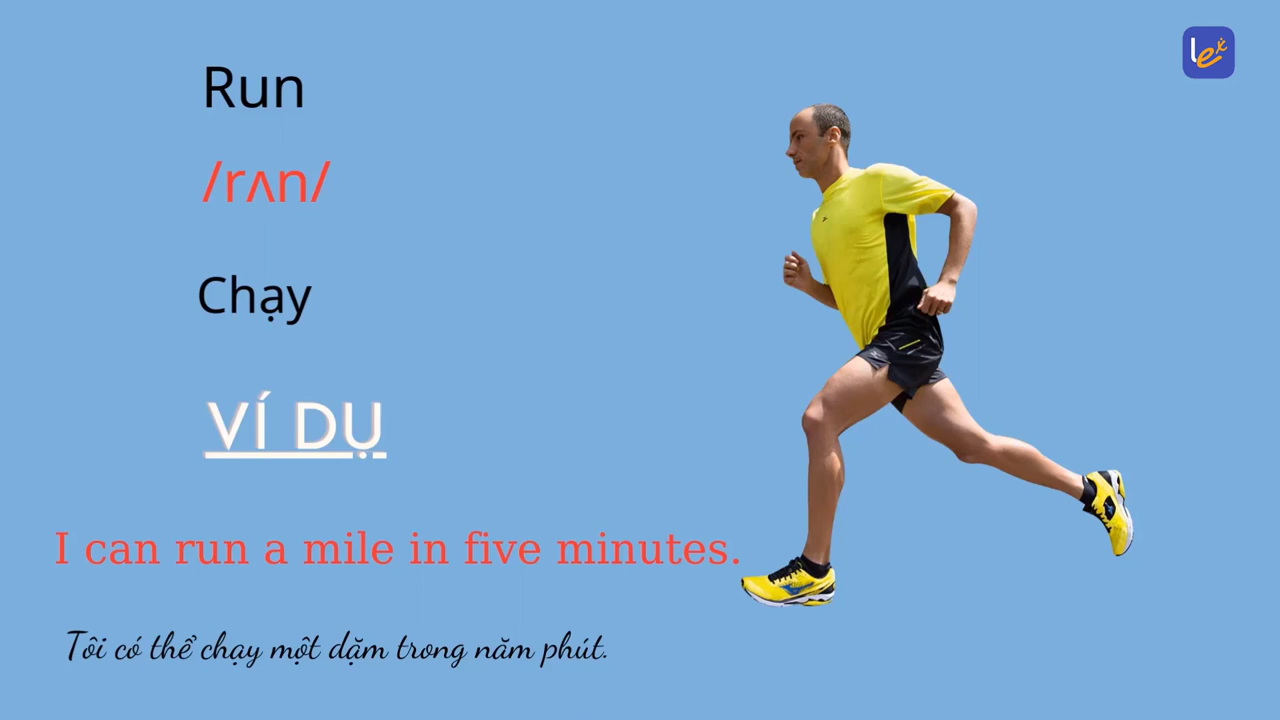 Run
/rʌn/
Chạy
VÍ DỤ
I can run a mile in five minutes.
Tôi có thể chạy một dặm trong năm phút.
lex